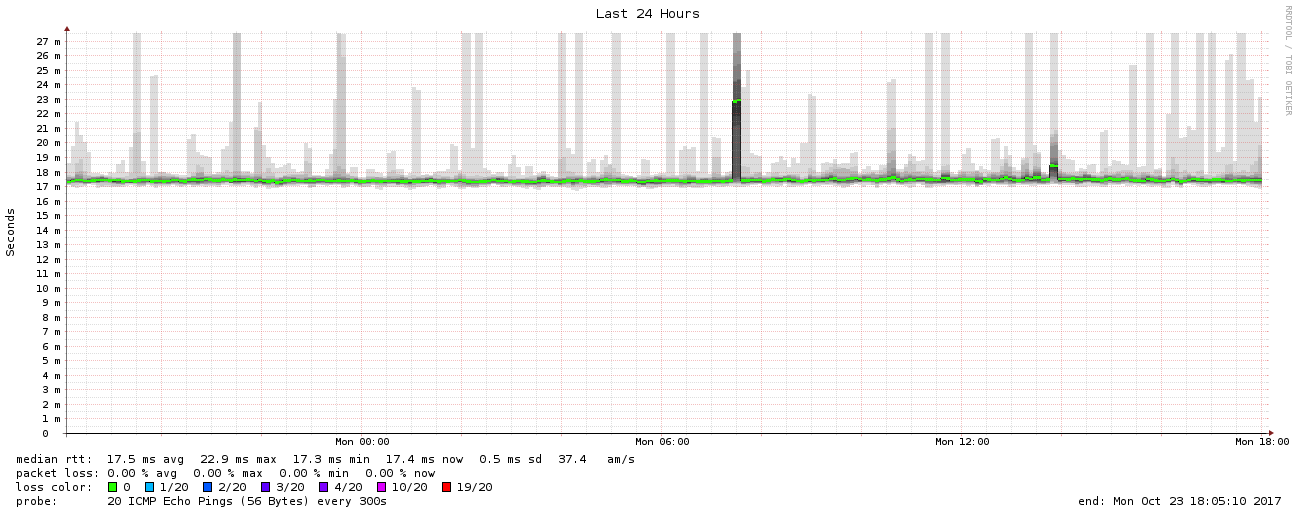 Last 24 Hours
RRDTOOL / TOBI OETIKER
Seconds
27 m
26 m
25 m
24 m
23 m
22 m
21 m
20 m
19 m
18 m
17 m
16 m
15 m
14 m
13 m
12 m
11 m
10 m
9 m
8 m
7 m
6 m
5 m
4 m
3 m
2 m
1 m
0
Mon 00:00 Mon 06:00 Mon 12:00 Mon 18:00
median rtt: 17.5 ms avg 22.9 ms max 17.3 ms min 17.4 ms now 0.5 ms sd 37.4 am/s
packet loss: 0.00 % avg 0.00 % max 0.00 % min 0.00 % now
loss color: 0 1/20 2/20 3/20 4/20 10/20 19/20
probe: 20 ICMP Echo Pings (56 Bytes) every 300s end: Mon Oct 23 18:05:10 2017